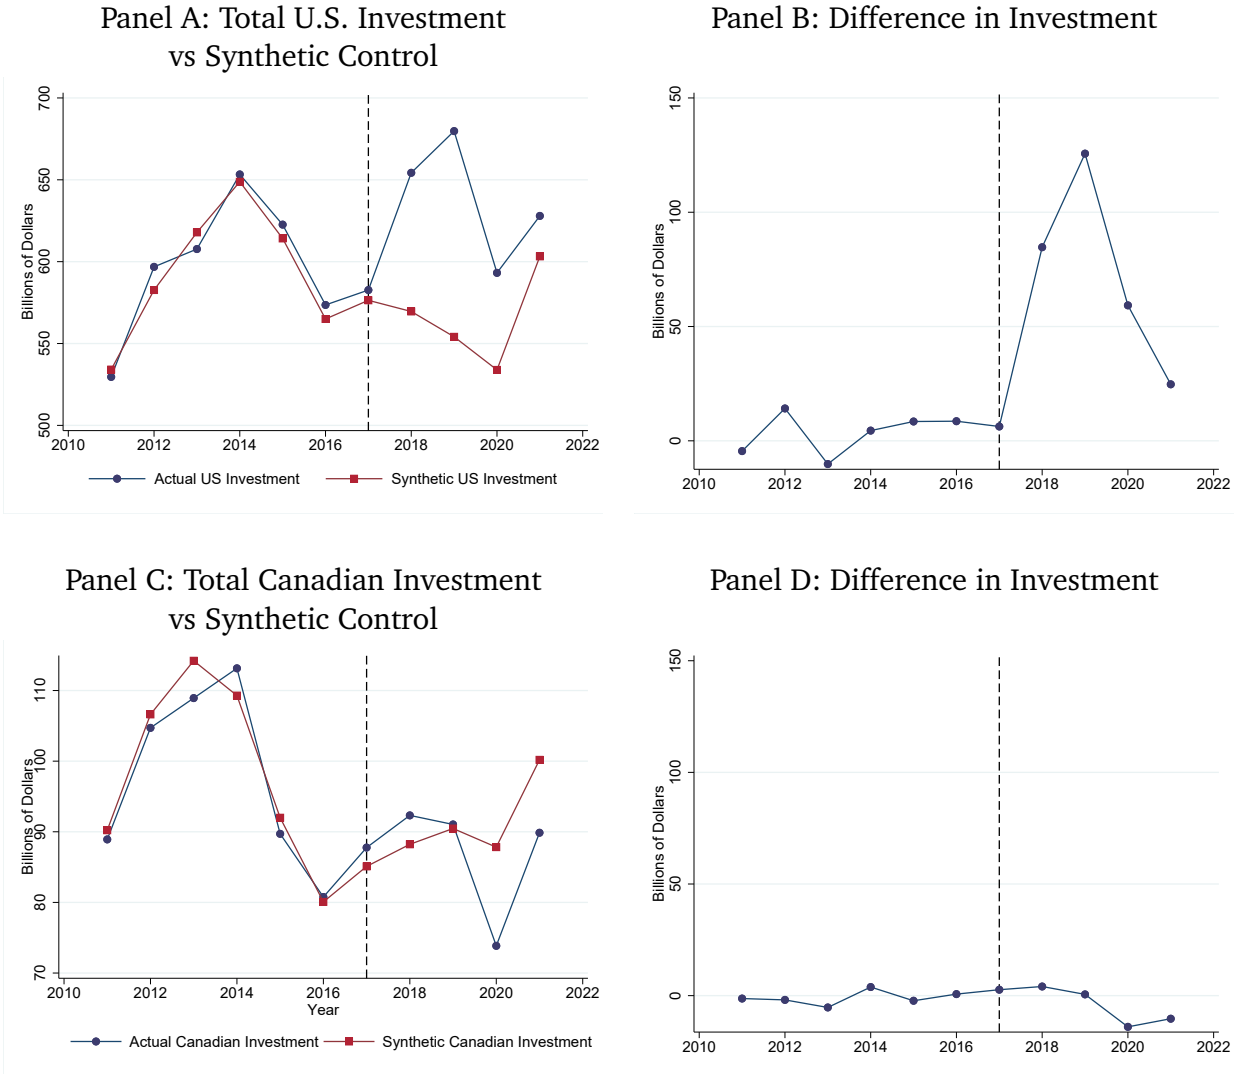 Panel A: Total U.S. Investment
vs Synthetic Control
Billions of Dollars
700
650
600
550
500
2010 2012 2014 2016 2018 2020 2022
Actual US Investment Synthetic US Investment
Panel B: Difference in Investment
Billions of Dollars
150
100
50
0
2010 2012 2014 2016 2018 2020 2022
Panel C: Total Canadian Investment
vs Synthetic Control
Billions of Dollars
110
100
90
80
70
2010 2012 2014 2016 2018 2020 2022
Year
Actual Canadian Investment Synthetic Canadian Investment
Panel D: Difference in Investment
Billions of Dollars
150
100
50
0
2010 2012 2014 2016 2018 2020 2022